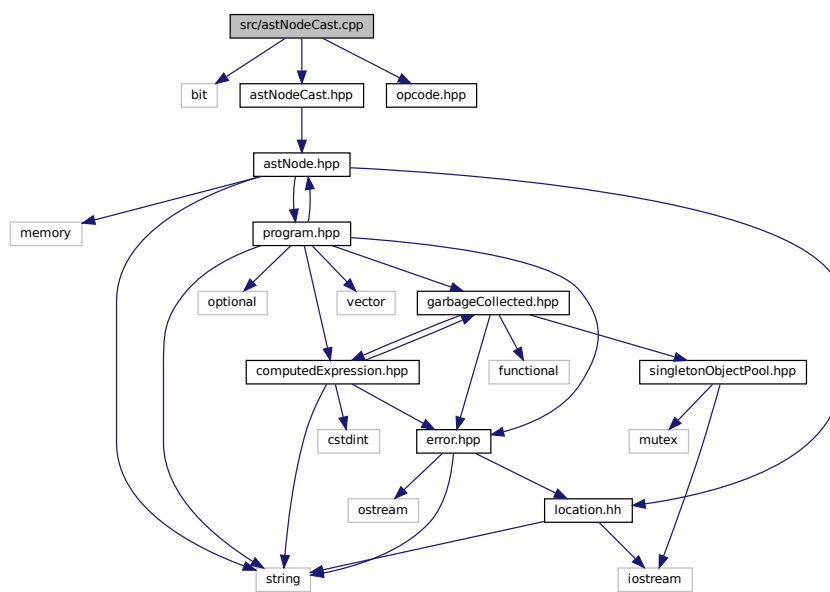 src/astNodeCast.cpp
bit
astNodeCast.hpp
opcode.hpp
astNode.hpp
memory
program.hpp
optional
vector
garbageCollected.hpp
computedExpression.hpp
functional
singletonObjectPool.hpp
cstdint
error.hpp
mutex
ostream
location.hh
string
iostream